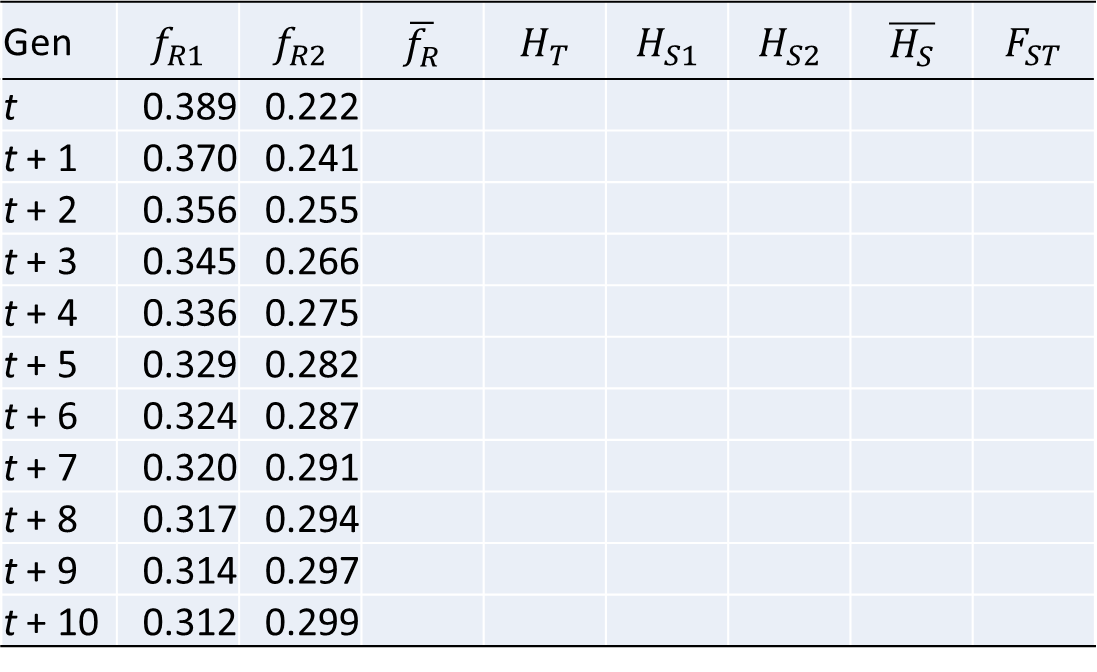 Gen f_R1 f_R2 f̅_R H_T H_S1 H_S2 H̅_S̅ F_ST
t 0.389 0.222
t + 1 0.370 0.241
t + 2 0.356 0.255
t + 3 0.345 0.266
t + 4 0.336 0.275
t + 5 0.329 0.282
t + 6 0.324 0.287
t + 7 0.320 0.291
t + 8 0.317 0.294
t + 9 0.314 0.297
t + 10 0.312 0.299